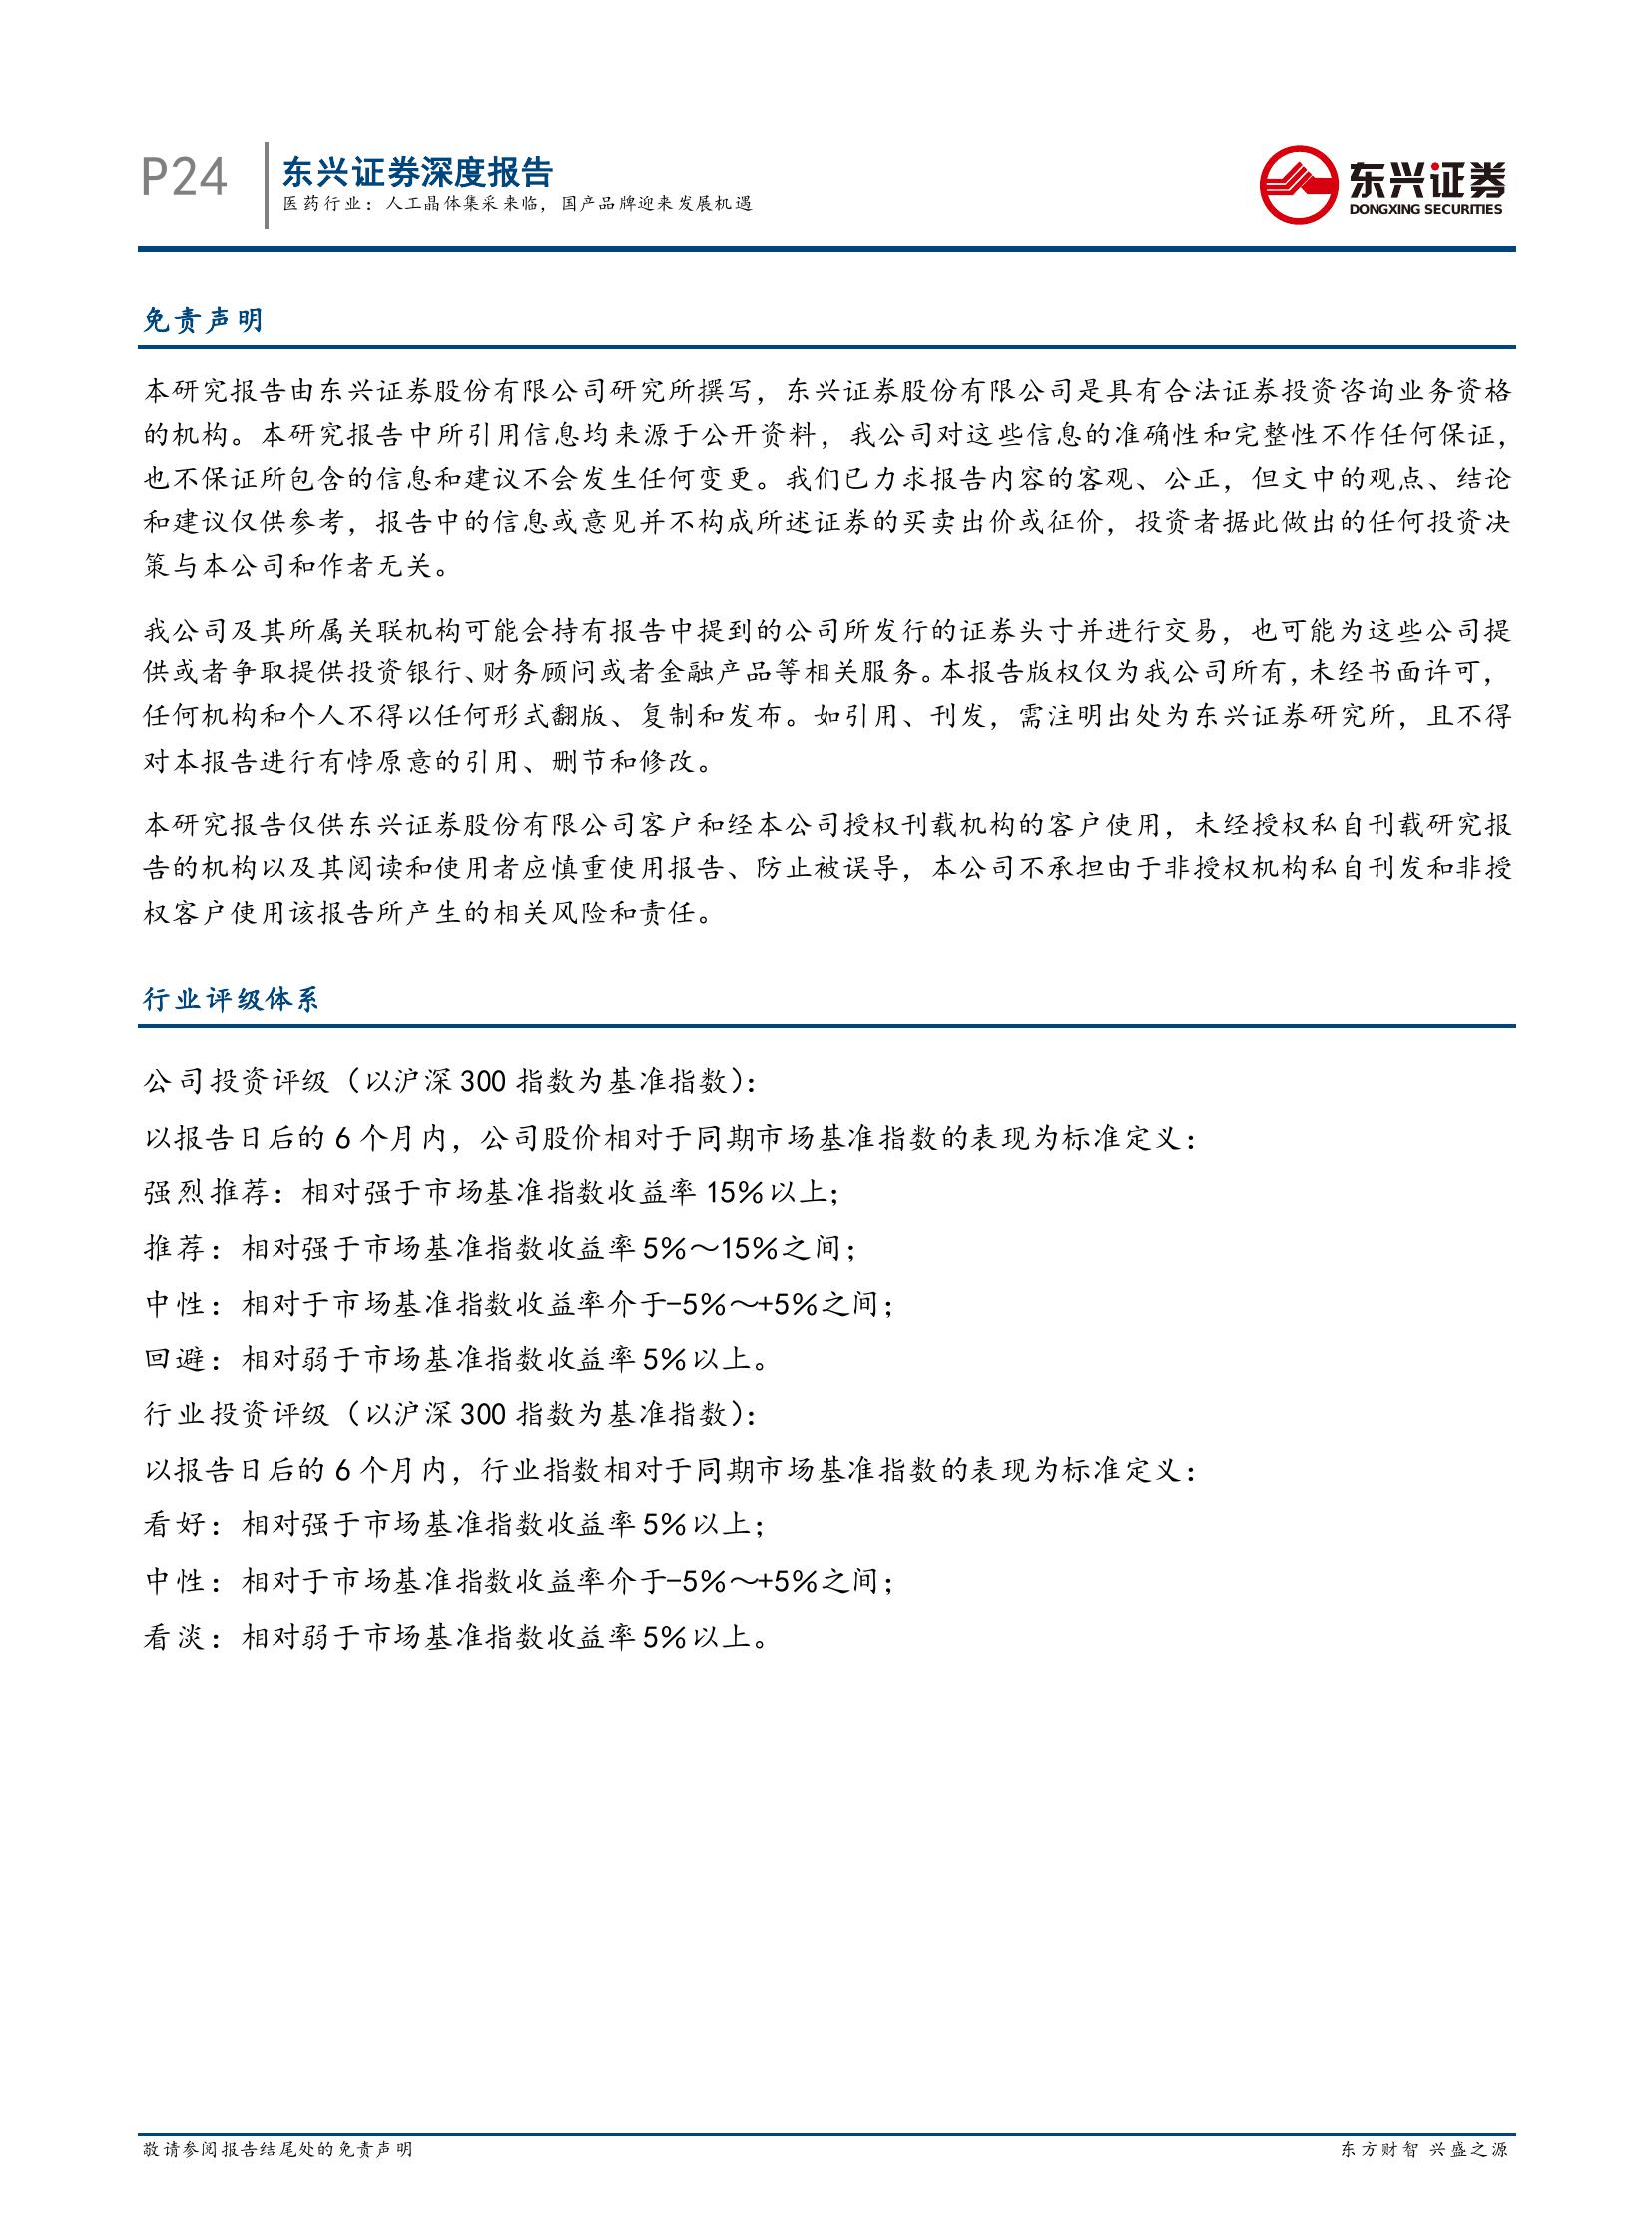 P24
东兴证券深度报告
医药行业：人工晶体集采来临，国产品牌迎来发展机遇
东兴证券
DONGXING SECURITIES
免责声明
本研究报告由东兴证券股份有限公司研究所撰写，东兴证券股份有限公司是具有合法证券投资咨询业务资格
的机构。本研究报告中所引用信息均来源于公开资料，我公司对这些信息的准确性和完整性不作任何保证，
也不保证所包含的信息和建议不会发生任何变更。我们已力求报告内容的客观、公正，但文中的观点、结论
和建议仅供参考，报告中的信息或意见并不构成所述证券的买卖出价或征价，投资者据此做出的任何投资决
策与本公司和作者无关。
我公司及其所属关联机构可能会持有报告中提到的公司所发行的证券头寸并进行交易，也可能为这些公司提
供或者争取提供投资银行、财务顾问或者金融产品等相关服务。本报告版权仅为我公司所有，未经书面许可，
任何机构和个人不得以任何形式翻版、复制和发布。如引用、刊发，需注明出处为东兴证券研究所，且不得
对本报告进行有悖原意的引用、删节和修改。
本研究报告仅供东兴证券股份有限公司客户和经本公司授权刊载机构的客户使用，未经授权私自刊载研究报
告的机构以及其阅读和使用者应慎重使用报告、防止被误导，本公司不承担由于非授权机构私自刊发和非授
权客户使用该报告所产生的相关风险和责任。
行业评级体系
公司投资评级（以沪深 300 指数为基准指数）：
以报告日后的 6 个月内，公司股价相对于同期市场基准指数的表现为标准定义：
强烈推荐：相对强于市场基准指数收益率 15％以上；
推荐：相对强于市场基准指数收益率 5％～15％之间；
中性：相对于市场基准指数收益率介于-5％～+5％之间；
回避：相对弱于市场基准指数收益率 5％以上。
行业投资评级（以沪深 300 指数为基准指数）：
以报告日后的 6 个月内，行业指数相对于同期市场基准指数的表现为标准定义：
看好：相对强于市场基准指数收益率 5％以上；
中性：相对于市场基准指数收益率介于-5％～+5％之间；
看淡：相对弱于市场基准指数收益率 5％以上。
敬请参阅报告结尾处的免责声明
东方财智 兴盛之源